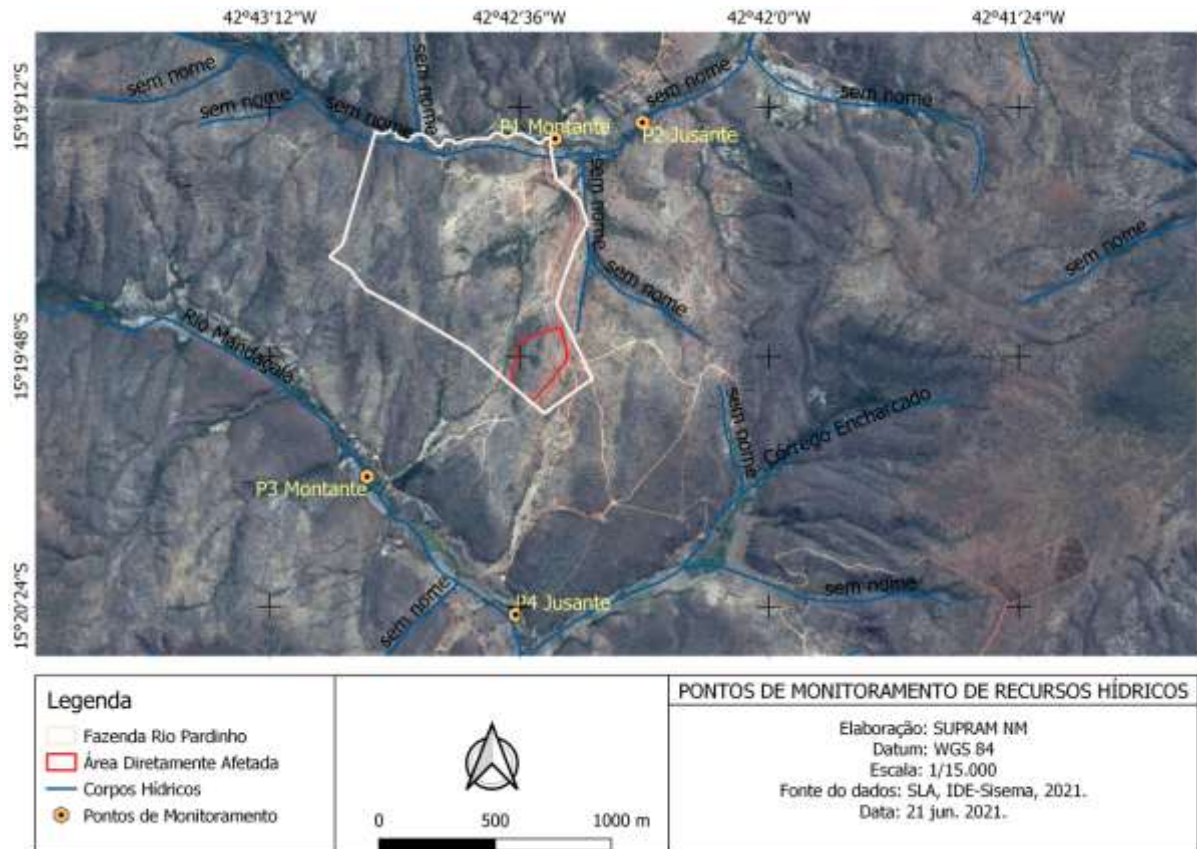 42°43'12"W
42°42'36"W
42°42'0"W
42°41'24"W
15°19'12"S
15°19'48"S
15°20'24"S
sem nome
sem nome
sem nome
sem nome
sem nome
sem nome
P1 Montante
P2 Jusante
sem nome
sem nome
sem nome
Rio Mandagalá
sem nome
Córrego Encharcado
P3 Montante
sem nome
sem nome
P4 Jusante
Legenda
Fazenda Rio Pardinho
Área Diretamente Afetada
Corpos Hídricos
Pontos de Monitoramento
0 500 1000 m
PONTOS DE MONITORAMENTO DE RECURSOS HÍDRICOS
Elaboração: SUPRAM NM
Datum: WGS 84
Escala: 1/15.000
Fonte do dados: SLA, IDE-Sisema, 2021.
Data: 21 jun. 2021.